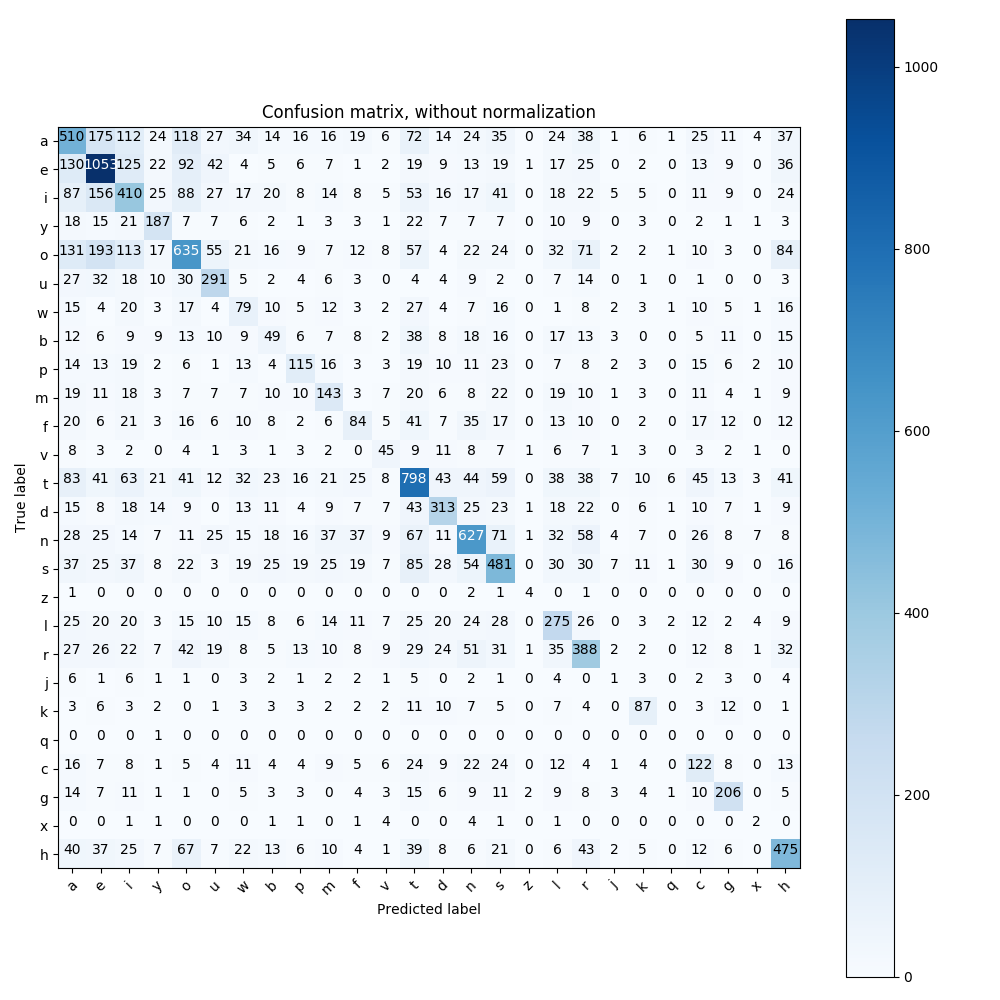 Confusion matrix, without normalization
a 510 175 112 24 118 27 34 14 16 16 19 6 72 14 24 35 0 24 38 1 6 1 25 11 4 37
e 130 1053 125 22 92 42 4 5 6 7 1 2 19 9 13 19 1 17 25 0 2 0 13 9 0 36
i 87 156 410 25 88 27 17 20 8 14 8 5 53 16 17 41 0 18 22 5 5 0 11 9 0 24
y 18 15 21 187 7 7 6 2 1 3 3 1 22 7 7 7 0 10 9 0 3 0 2 1 1 3
o 131 193 113 17 635 55 21 16 9 7 12 8 57 4 22 24 0 32 71 2 2 1 10 3 0 84
u 27 32 18 10 30 291 5 2 4 6 3 0 4 4 9 2 0 7 14 0 1 0 1 0 0 3
w 15 4 20 3 17 4 79 10 5 12 3 2 27 4 7 16 0 1 8 2 3 1 10 5 1 16
b 12 6 9 9 13 10 9 49 6 7 8 2 38 8 18 16 0 17 13 3 0 0 5 11 0 15
p 14 13 19 2 6 1 13 4 115 16 3 3 19 10 11 23 0 7 8 2 3 0 15 6 2 10
m 19 11 18 3 7 7 7 10 10 143 3 7 20 6 8 22 0 19 10 1 3 0 11 4 1 9
f 20 6 21 3 16 6 10 8 2 6 84 5 41 7 35 17 0 13 10 0 2 0 17 12 0 12
v 8 3 2 0 4 1 3 1 3 2 0 45 9 11 8 7 1 6 7 1 3 0 3 2 1 0
t 83 41 63 21 41 12 32 23 16 21 25 8 798 43 44 59 0 38 38 7 10 6 45 13 3 41
d 15 8 18 14 9 0 13 11 4 9 7 7 43 313 25 23 1 18 22 0 6 1 10 7 1 9
n 28 25 14 7 11 25 15 18 16 37 37 9 67 11 627 71 1 32 58 4 7 0 26 8 7 8
s 37 25 37 8 22 3 19 25 19 25 19 7 85 28 54 481 0 30 30 7 11 1 30 9 0 16
z 1 0 0 0 0 0 0 0 0 0 0 0 0 0 2 1 4 0 1 0 0 0 0 0 0 0
l 25 20 20 3 15 10 15 8 6 14 11 7 25 20 24 28 0 275 26 0 3 2 12 2 4 9
r 27 26 22 7 42 19 8 5 13 10 8 9 29 24 51 31 1 35 388 2 2 0 12 8 1 32
j 6 1 6 1 1 0 3 2 1 2 2 1 5 0 2 1 0 4 0 1 3 0 2 3 0 4
k 3 6 3 2 0 1 3 3 3 2 2 2 11 10 7 5 0 7 4 0 87 0 3 12 0 1
q 0 0 0 1 0 0 0 0 0 0 0 0 0 0 0 0 0 0 0 0 0 0 0 0 0 0
c 16 7 8 1 5 4 11 4 4 9 5 6 24 9 22 24 0 12 4 1 4 0 122 8 0 13
g 14 7 11 1 1 0 5 3 3 0 4 3 15 6 9 11 2 9 8 3 4 1 10 206 0 5
x 0 0 1 1 0 0 0 1 1 0 1 4 0 0 4 1 0 1 0 0 0 0 0 0 2 0
h 40 37 25 7 67 7 22 13 6 10 4 1 39 8 6 21 0 6 43 2 5 0 12 6 0 475
a e i y o u w b p m f v t d n s z l r j k q c g x h
True label
Predicted label
1000
800
600
400
200
0